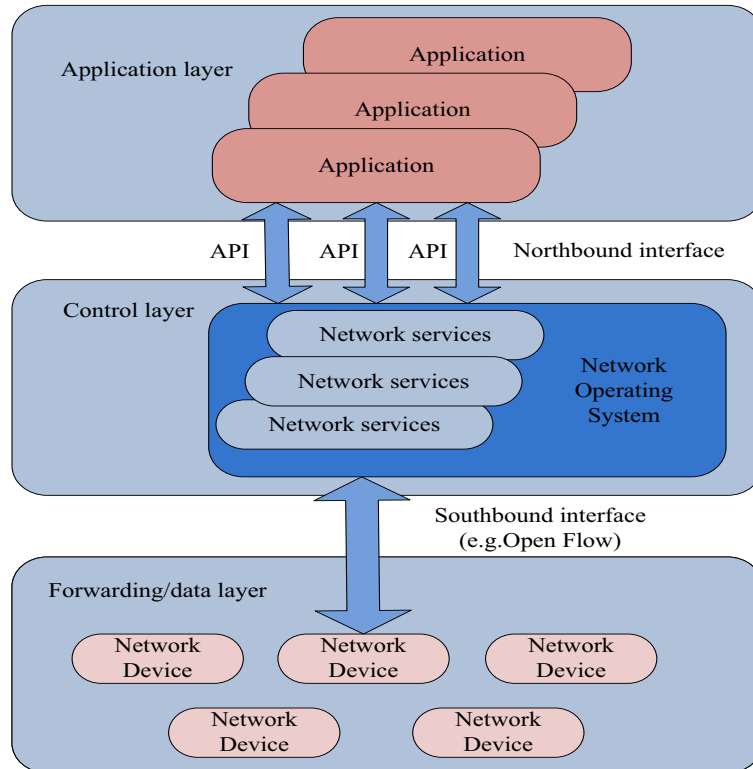 Application layer
Application
Application
Application
API
API
API
Northbound interface
Control layer
Network services
Network services
Network services
Network
Operating
System
Southbound interface
(e.g.Open Flow)
Forwarding/data layer
Network
Device
Network
Device
Network
Device
Network
Device
Network
Device